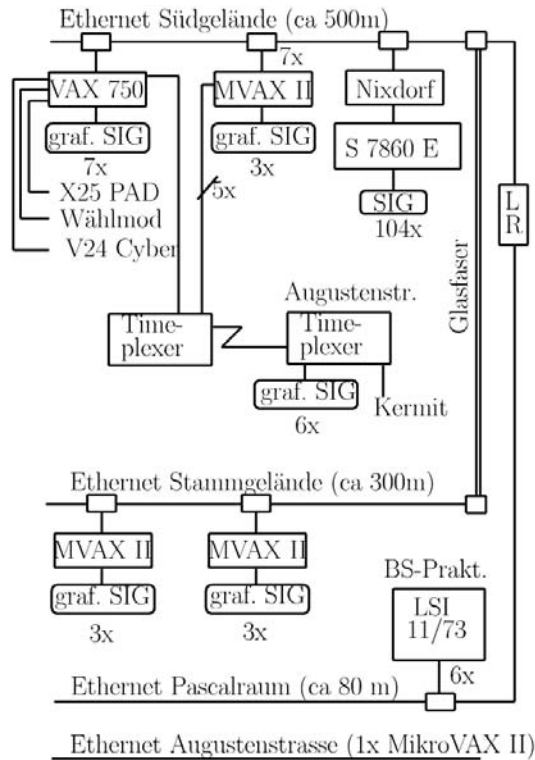 Ethernet Südgelände (ca 500m)
7x
VAX 750
MVAX II
Nixdorf
graf. SIG
7x
graf. SIG
3x
S 7860 E
X25 PAD
5x
SIG
104x
L
R
Wählmod
V24 Cyber
Glasfaser
Augustenstr.
Time-
plexer
Time-
plexer
graf. SIG
6x
Kermit
Ethernet Stammgelände (ca 300m)
MVAX II
MVAX II
graf. SIG
3x
graf. SIG
3x
BS-Prakt.
LSI
11/73
6x
Ethernet Pascalraum (ca 80 m)
Ethernet Augustenstrasse (1x MikroVAX II)